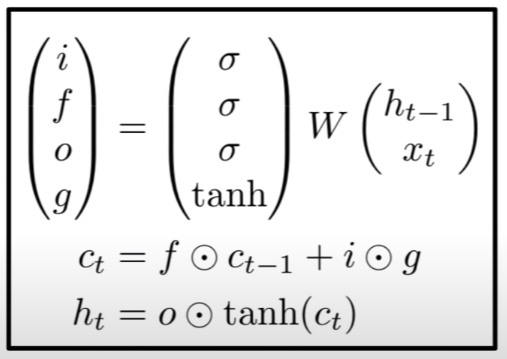 (i f o g) = (σ σ σ tanh) W (h_{t−1} x_t)
c_t = f ⊙ c_{t−1} + i ⊙ g
h_t = o ⊙ tanh(c_t)